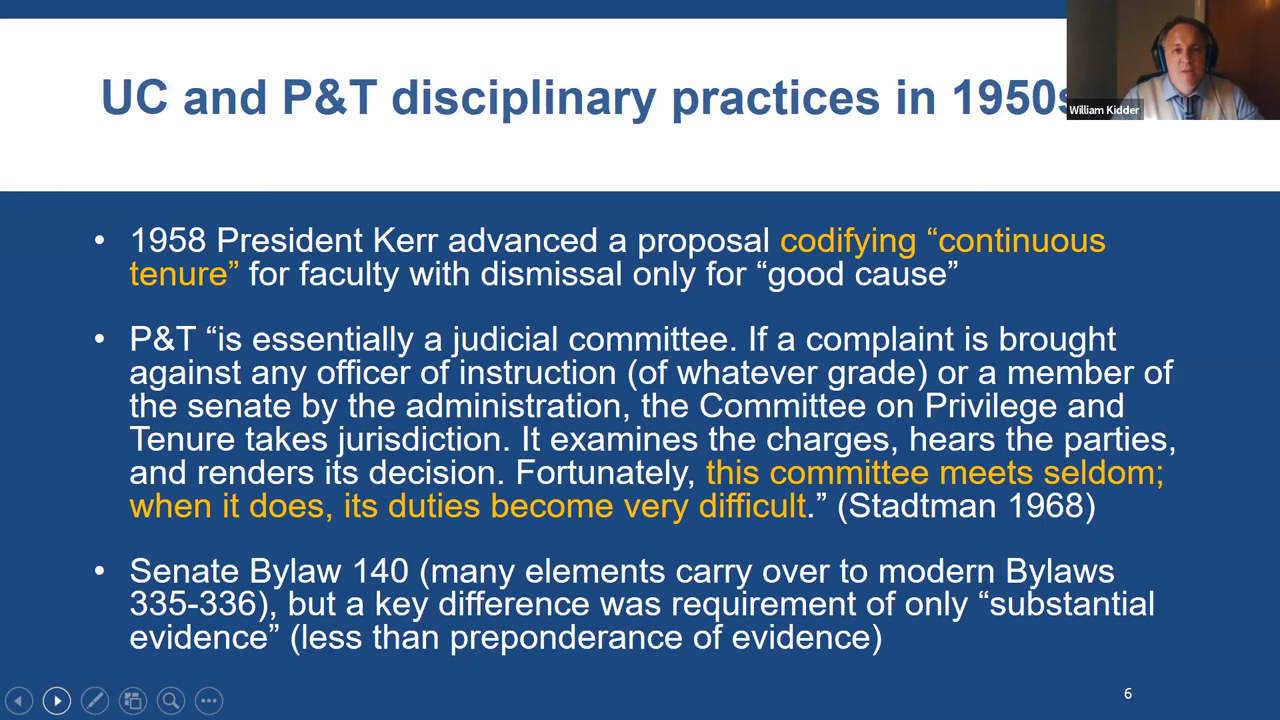 UC and P&T disciplinary practices in 1950s
William Kidder
• 1958 President Kerr advanced a proposal codifying “continuous
tenure” for faculty with dismissal only for “good cause”
• P&T “is essentially a judicial committee. If a complaint is brought
against any officer of instruction (of whatever grade) or a member of
the senate by the administration, the Committee on Privilege and
Tenure takes jurisdiction. It examines the charges, hears the parties,
and renders its decision. Fortunately, this committee meets seldom;
when it does, its duties become very difficult.” (Stadtman 1968)
• Senate Bylaw 140 (many elements carry over to modern Bylaws
335-336), but a key difference was requirement of only “substantial
evidence” (less than preponderance of evidence)
6